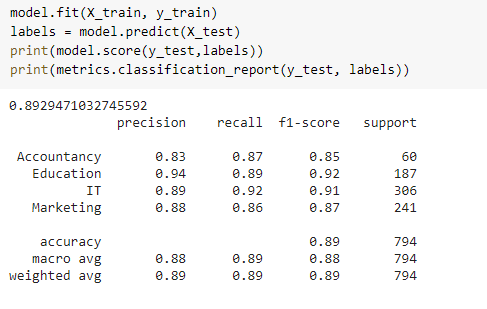 model.fit(X_train, y_train)
labels = model.predict(X_test)
print(model.score(y_test,labels))
print(metrics.classification_report(y_test, labels))
0.8929471032745592
precision recall f1-score support
Accountancy 0.83 0.87 0.85 60
Education 0.94 0.89 0.92 187
IT 0.89 0.92 0.91 306
Marketing 0.88 0.86 0.87 241
accuracy 0.89 794
macro avg 0.88 0.89 0.88 794
weighted avg 0.89 0.89 0.89 794